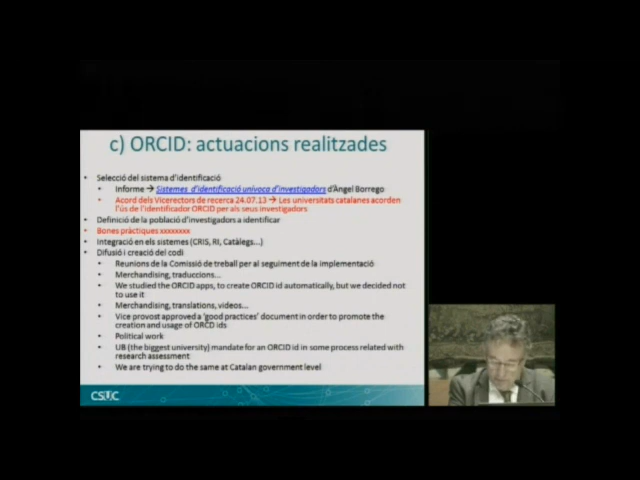 c) ORCID: actuacions realitzades
• Selecció del sistema d'identificació
• Informe → Sistemes d'identificació unívoca d'investigadors d'Àngel Borrego
• Acord dels Vicerectors de recerca 24.07.13 → Les universitats catalanes acorden
l'ús de l'identificador ORCID per als seus investigadors
• Definició de la població d'investigadors a identificar
• Bones pràctiques xxxxxxxx
• Integració en els sistemes (CRIS, RI, Catàlegs...)
• Difusió i creació del codi
• Reunions de la Comissió de treball per al seguiment de la implementació
• Merchandising, traduccions...
• We studied the ORCID apps, to create ORCID id automatically, but we decided not
to use it
• Merchandising, translations, videos...
• Vice provost approved a 'good practices' document in order to promote the
creation and usage of ORCD ids
• Political work
• UB (the biggest university) mandate for an ORCID id in some process related with
research assessment
• We are trying to do the same at Catalan government level
CSUC